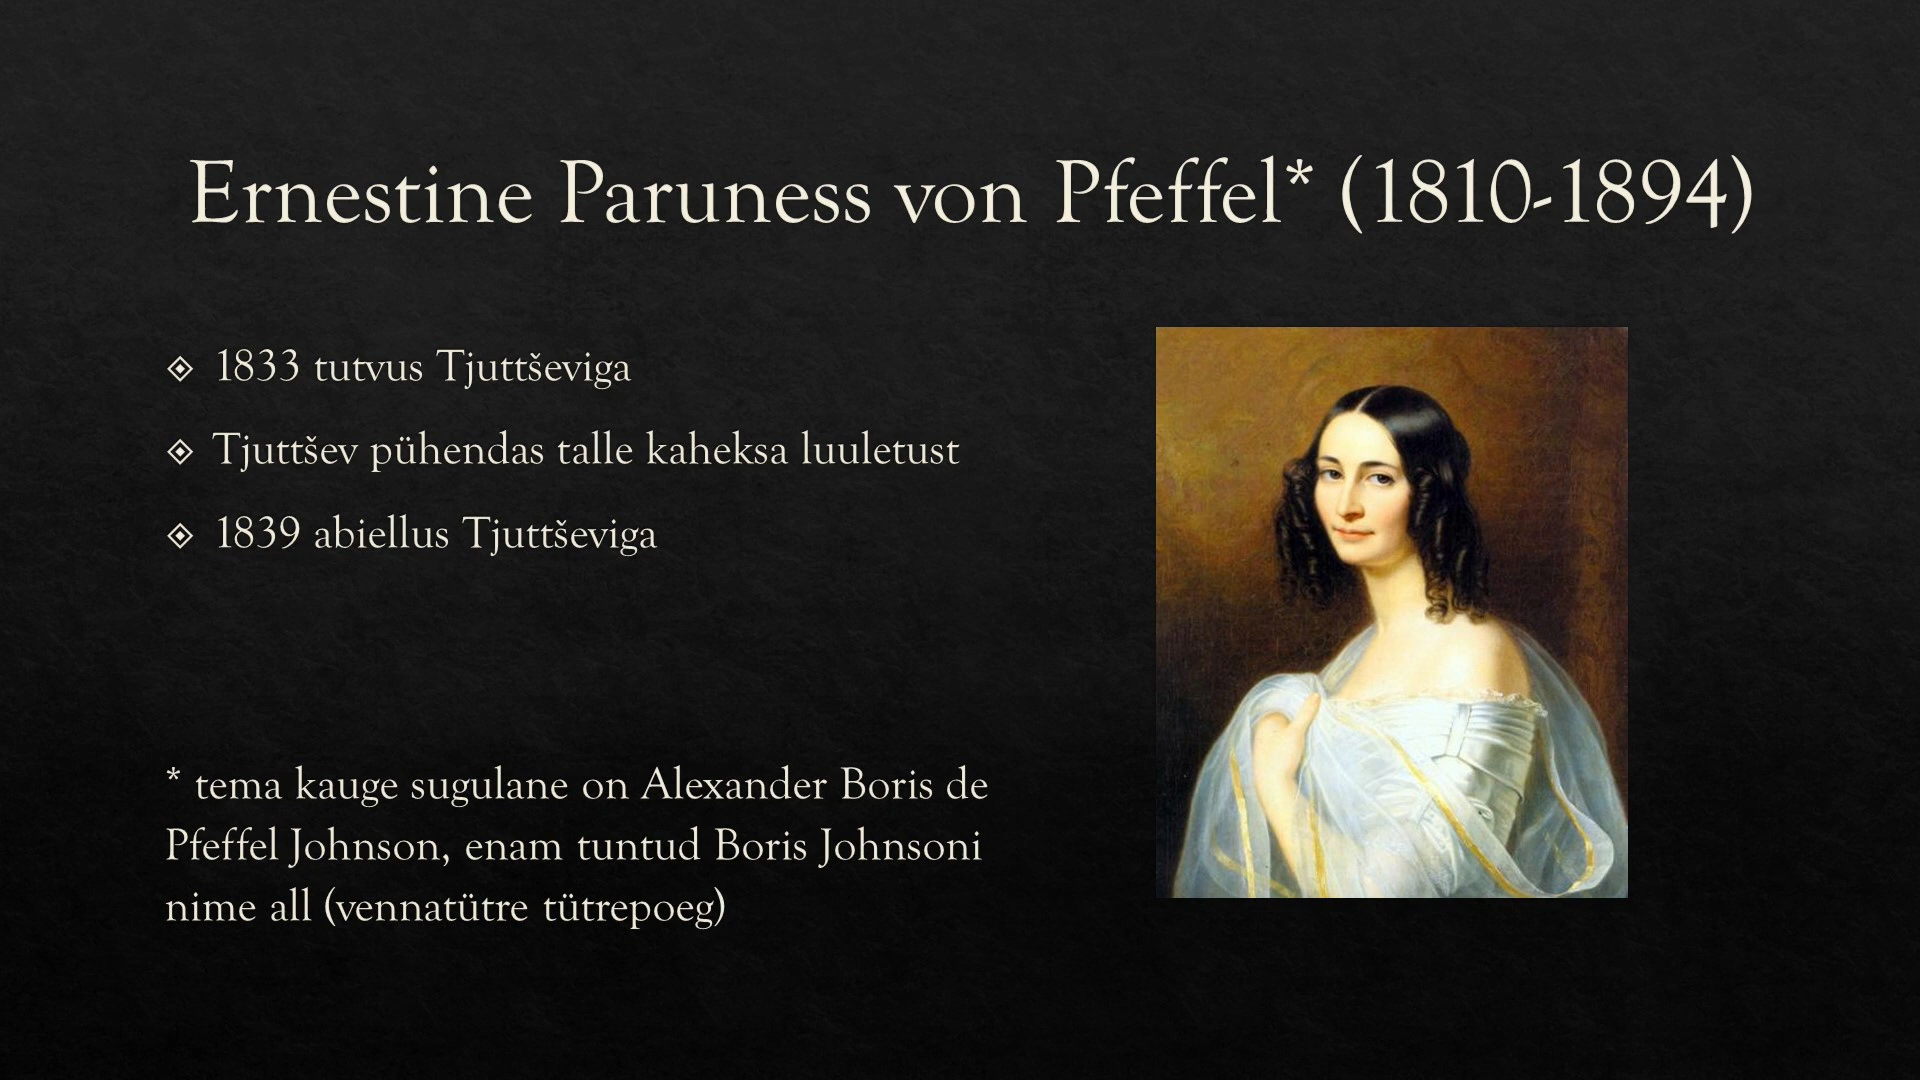 Ernestine Paruness von Pfeffel* (1810-1894)
1833 tutvus Tjuttševiga
Tjuttšev pühendas talle kaheksa luuletust
1839 abiellus Tjuttševiga
* tema kauge sugulane on Alexander Boris de
Pfeffel Johnson, enam tuntud Boris Johnsoni
nime all (vennatütre tütrepoeg)